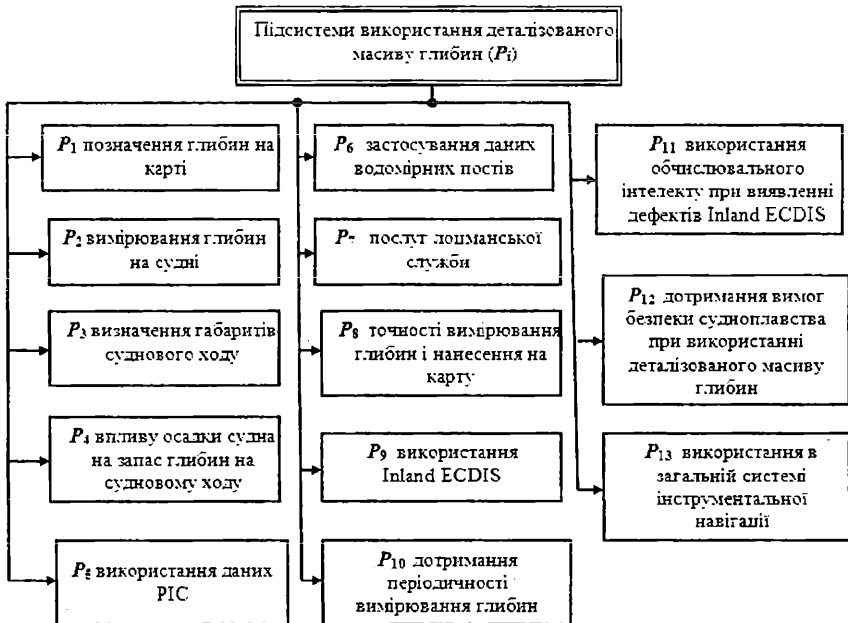 Підсистеми використання деталізованого
масиву глибин (Pi)
P1 позначення глибин на
карті
P2 вимірювання глибин
на судні
P3 визначення габаритів
суднового ходу
P4 впливу осадки судна
на запас глибин на
судновому ходу
P5 використання даних
РІС
P6 застосування даних
водомірних постів
P7 послуг лоцманської
служби
P8 точності вимірювання
глибин і нанесення на
карту
P9 використання
Inland ECDIS
P10 дотримання
періодичності
вимірювання глибин
P11 використання
обчислювального
інтелекту при виявленні
дефектів Inland ECDIS
P12 дотримання вимог
безпеки судноплавства
при використанні
деталізованого масиву
глибин
P13 використання в
загальній системі
інструментальної
навігації